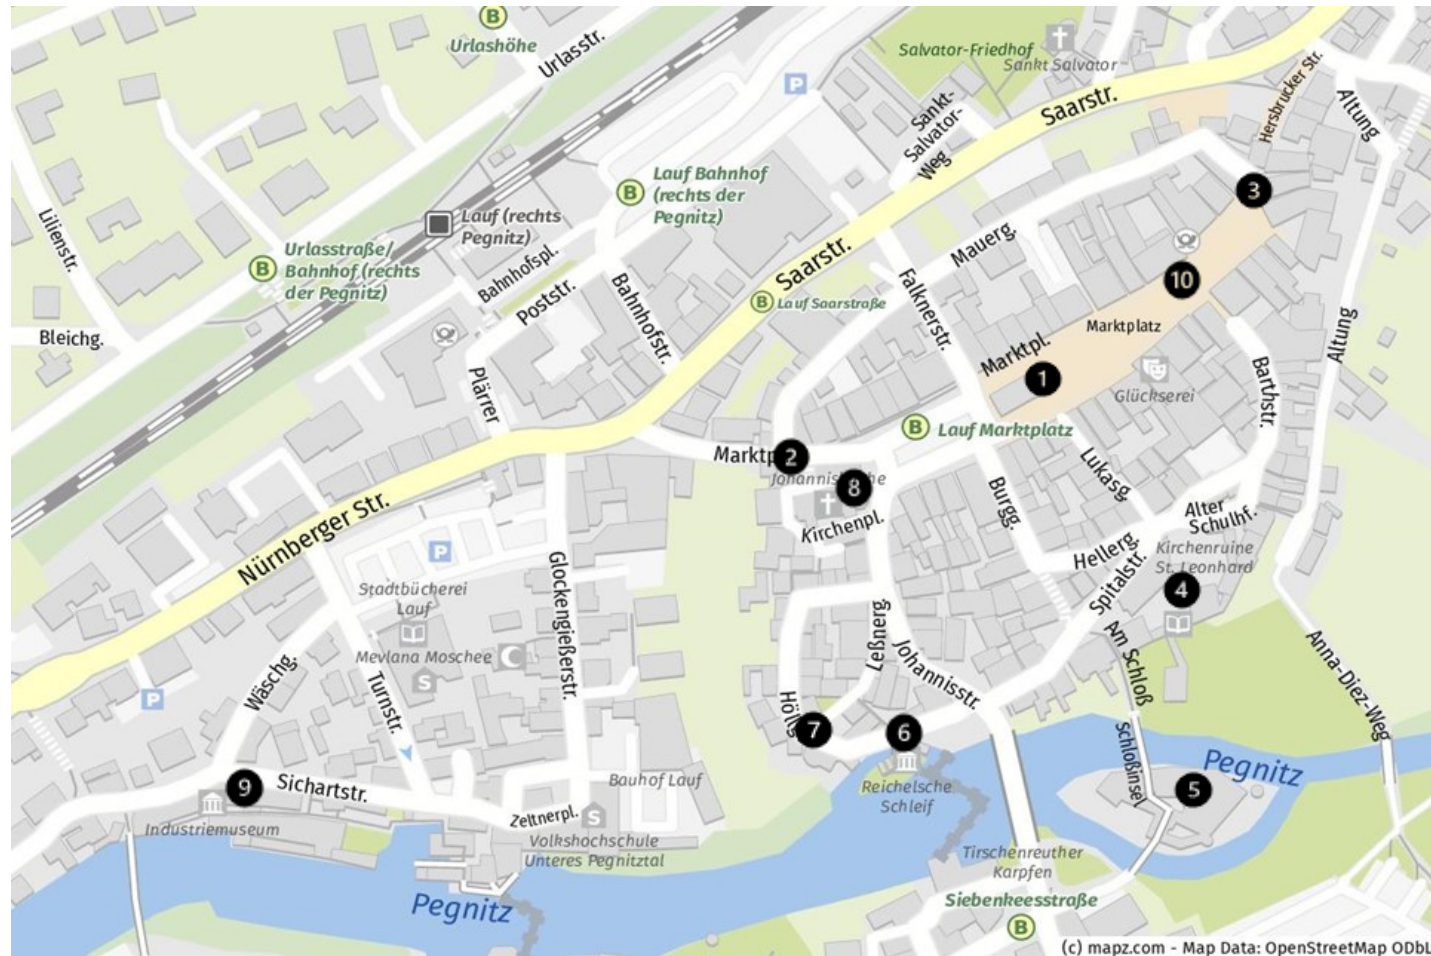 B
Urlashöhe
Urlasstr.
Salvator-Friedhof
Sankt Salvator
P
Saarstr.
Hersbrucker Str.
Altung
Sankt-
Salvator-
Weg
B
Lauf Bahnhof
(rechts der
Pegnitz)
3
Lauf (rechts
Pegnitz)
Lilienstr.
B
Urlasstraße/
Bahnhof (rechts
der Pegnitz)
Bahnhofspl.
Poststr.
Bahnhofstr.
Saarstr.
Mauerg.
B
Lauf Saarstraße
Falknerstr.
10
Marktplatz
Altung
Bleichg.
Plärrer
Marktpl.
1
Glückserei
Barthstr.
B
Lauf Marktplatz
2
8
Kirchenpl.
Lukasg.
Burgg.
Alter
Schulhf.
Hellerg.
Kirchenruine
St. Leonhard
4
Spitalstr.
Nürnberger Str.
P
Stadtbücherei
Lauf
Mevlana Moschee
S
Glockengießerstr.
Leßnerg.
Johannisstr.
Am Schloß
Anna-Diez-Weg
P
Wäschg.
Turnstr.
7
6
Reichelsche
Schleif
Schloßinsel
Pegnitz
5
9
Sichartstr.
Industriemuseum
Bauhof Lauf
Zeltnerpl.
S
Volkshochschule
Unteres Pegnitztal
Tirschenreuther
Karpfen
Pegnitz
Siebenkeesstraße
B
(c) mapz.com - Map Data: OpenStreetMap ODbL